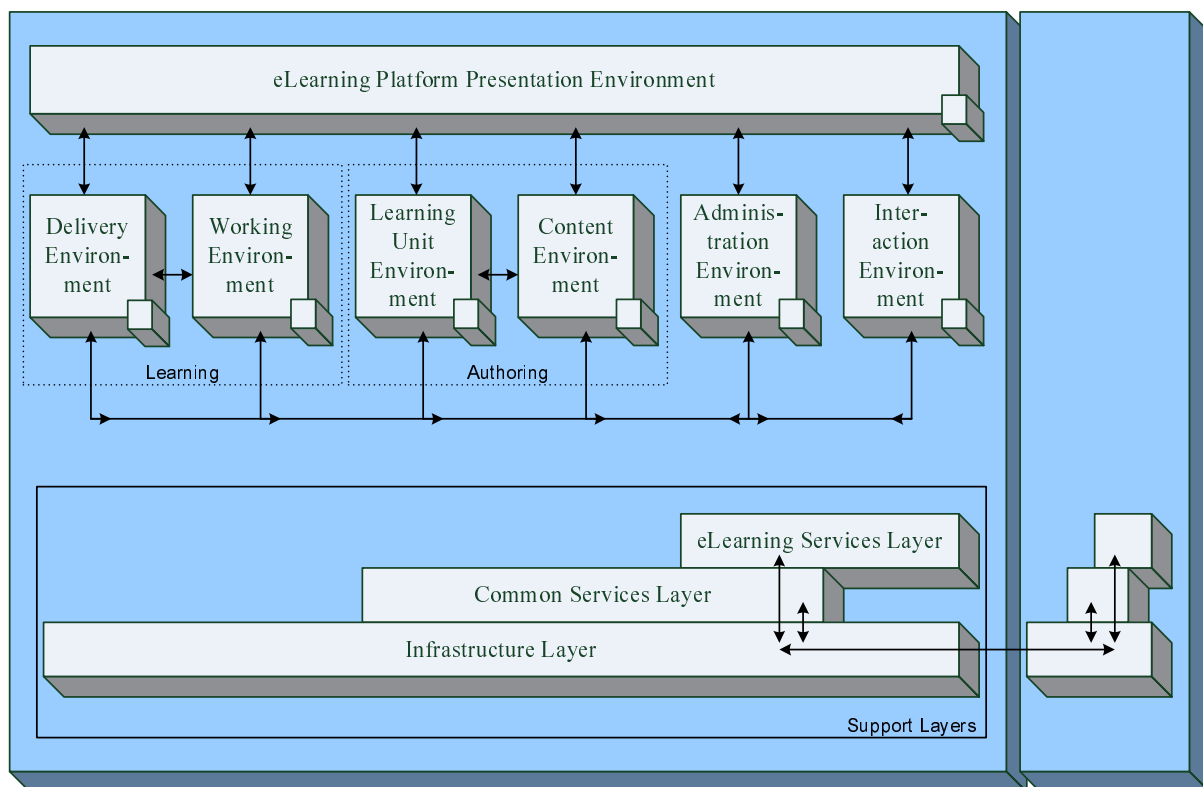 eLearning Platform Presentation Environment
Delivery
Environ-
ment
Working
Environ-
ment
Learning
Unit
Environ-
ment
Content
Environ-
ment
Adminis-
tration
Environ-
ment
Inter-
action
Environ-
ment
Learning
Authoring
eLearning Services Layer
Common Services Layer
Infrastructure Layer
Support Layers